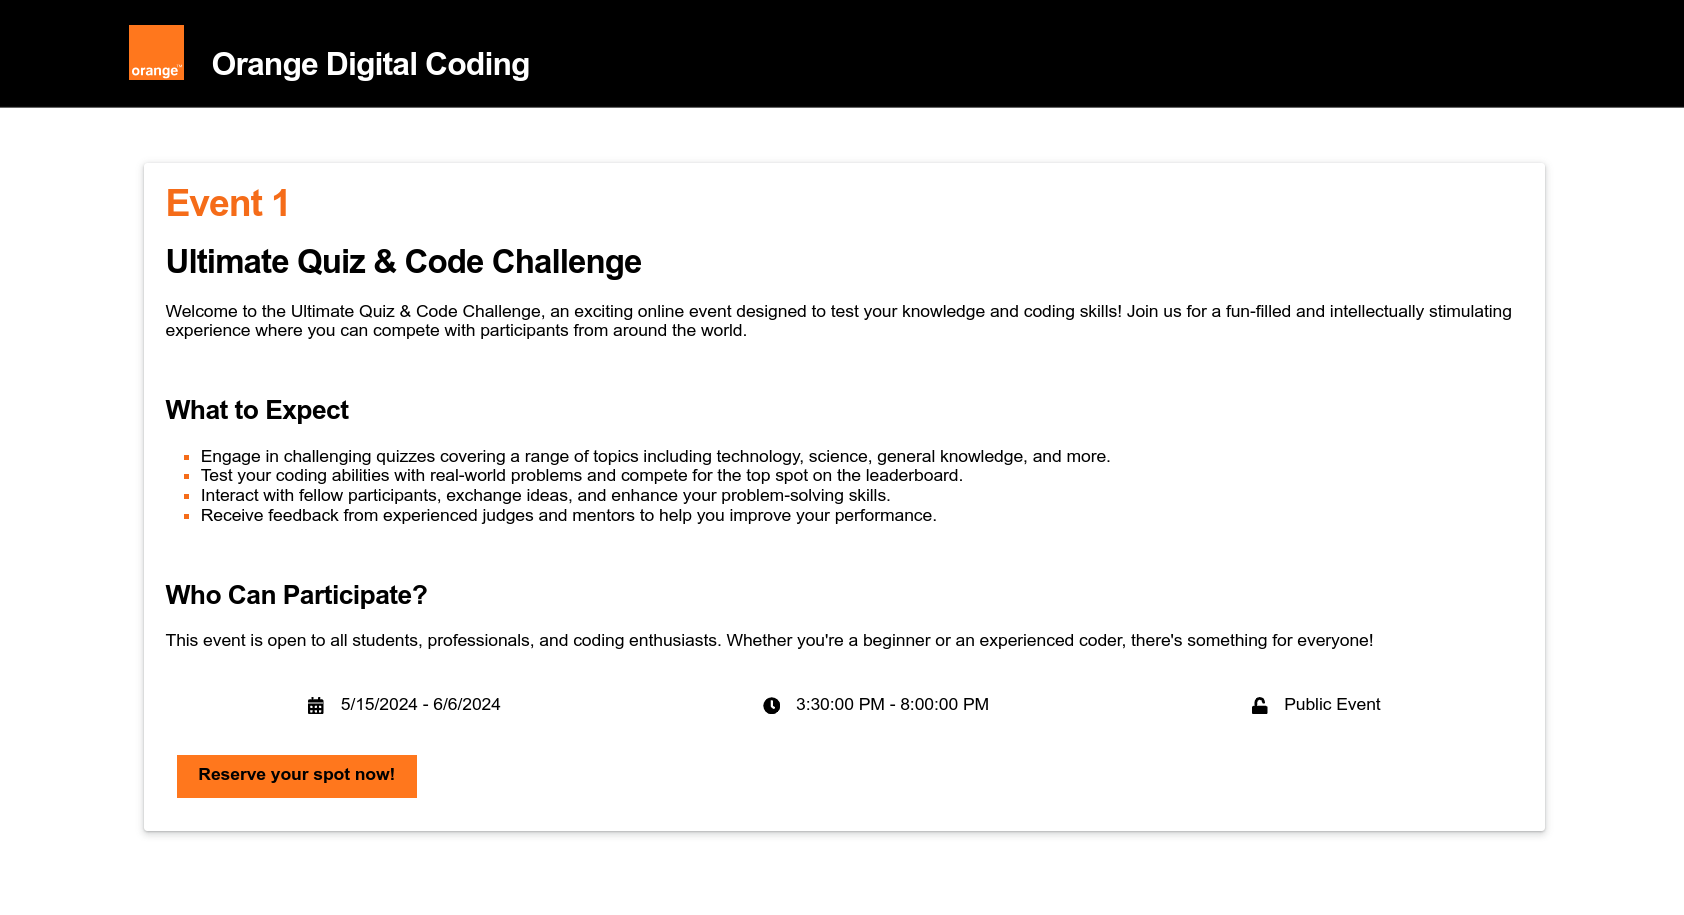 orange™
Orange Digital Coding
Event 1
Ultimate Quiz & Code Challenge
Welcome to the Ultimate Quiz & Code Challenge, an exciting online event designed to test your knowledge and coding skills! Join us for a fun-filled and intellectually stimulating
experience where you can compete with participants from around the world.
What to Expect
Engage in challenging quizzes covering a range of topics including technology, science, general knowledge, and more.
Test your coding abilities with real-world problems and compete for the top spot on the leaderboard.
Interact with fellow participants, exchange ideas, and enhance your problem-solving skills.
Receive feedback from experienced judges and mentors to help you improve your performance.
Who Can Participate?
This event is open to all students, professionals, and coding enthusiasts. Whether you're a beginner or an experienced coder, there's something for everyone!
5/15/2024 - 6/6/2024
3:30:00 PM - 8:00:00 PM
Public Event
Reserve your spot now!